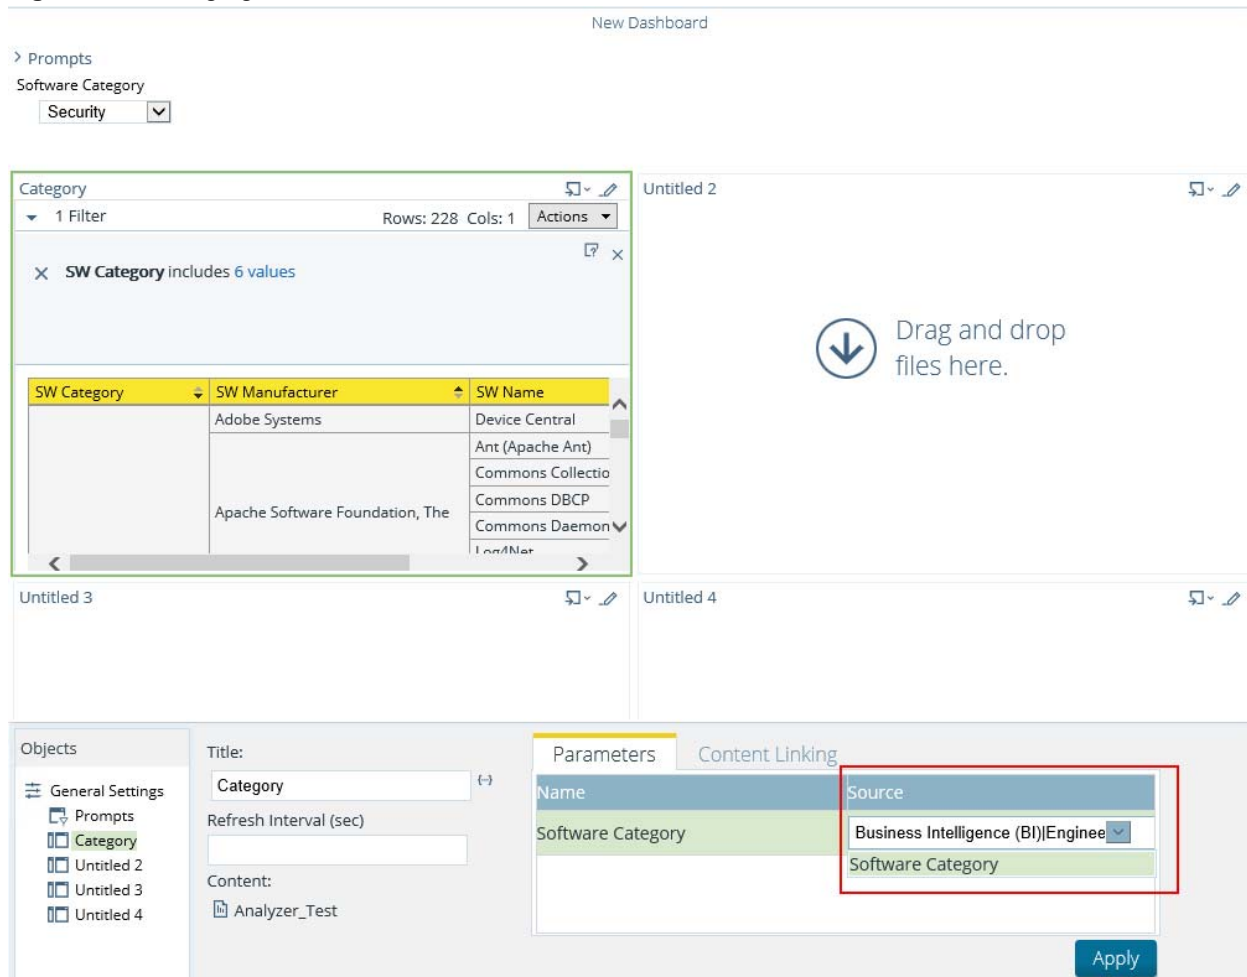 New Dashboard
Prompts
Software Category
Security
Category
1 Filter
Rows: 228 Cols: 1
Actions
SW Category includes 6 values
SW Category
SW Manufacturer
SW Name
Adobe Systems
Device Central
Ant (Apache Ant)
Commons Collectio
Apache Software Foundation, The
Commons DBCP
Commons Daemon
Log4Net
Untitled 2
Drag and drop
files here.
Untitled 3
Untitled 4
Objects
General Settings
Prompts
Category
Untitled 2
Untitled 3
Untitled 4
Title:
Category
Refresh Interval (sec)
Content:
Analyzer_Test
Parameters
Content Linking
Name
Source
Software Category
Business Intelligence (BI)|Enginee
Software Category
Apply